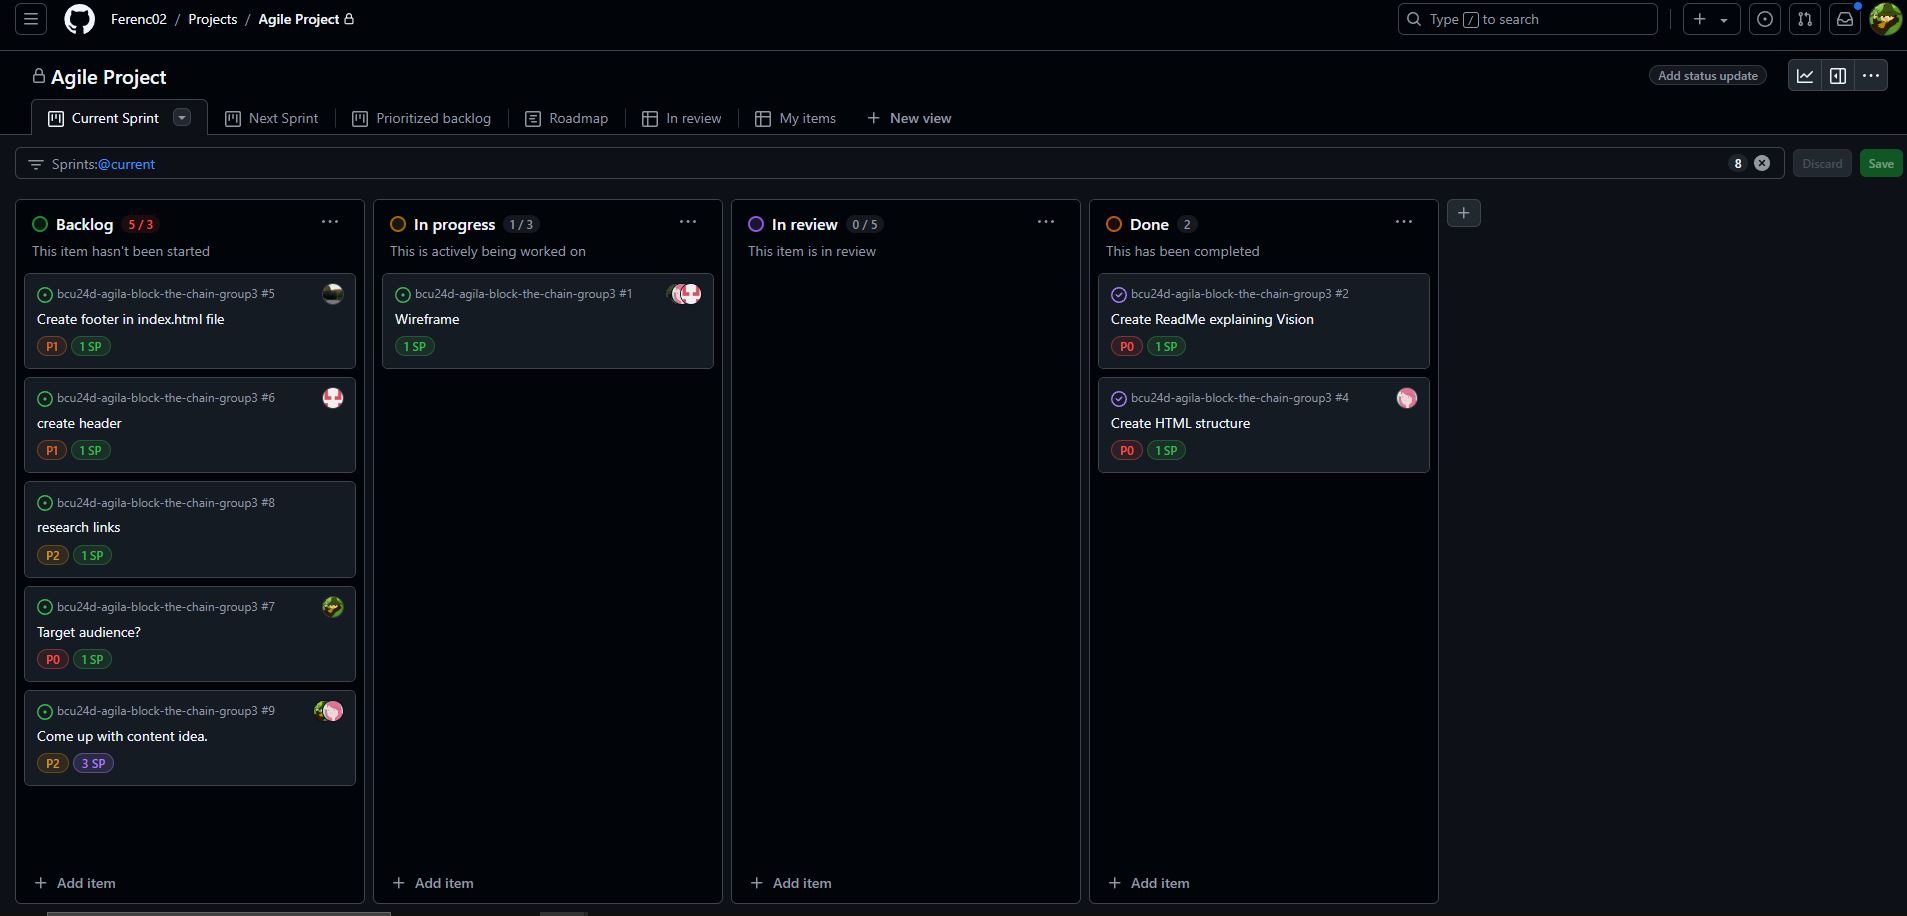 Ferenc02 / Projects / Agile Project
Type / to search
Agile Project
Add status update
Current Sprint
Next Sprint
Prioritized backlog
Roadmap
In review
My items
New view
Sprints:@current
8
Discard
Save
Backlog 5 / 3
This item hasn't been started
bcu24d-agila-block-the-chain-group3 #5
Create footer in index.html file
P1 1 SP
bcu24d-agila-block-the-chain-group3 #6
create header
P1 1 SP
bcu24d-agila-block-the-chain-group3 #8
research links
P2 1 SP
bcu24d-agila-block-the-chain-group3 #7
Target audience?
P0 1 SP
bcu24d-agila-block-the-chain-group3 #9
Come up with content idea.
P2 3 SP
+ Add item
In progress 1 / 3
This is actively being worked on
bcu24d-agila-block-the-chain-group3 #1
Wireframe
1 SP
+ Add item
In review 0 / 5
This item is in review
+ Add item
Done 2
This has been completed
bcu24d-agila-block-the-chain-group3 #2
Create ReadMe explaining Vision
P0 1 SP
bcu24d-agila-block-the-chain-group3 #4
Create HTML structure
P0 1 SP
+ Add item